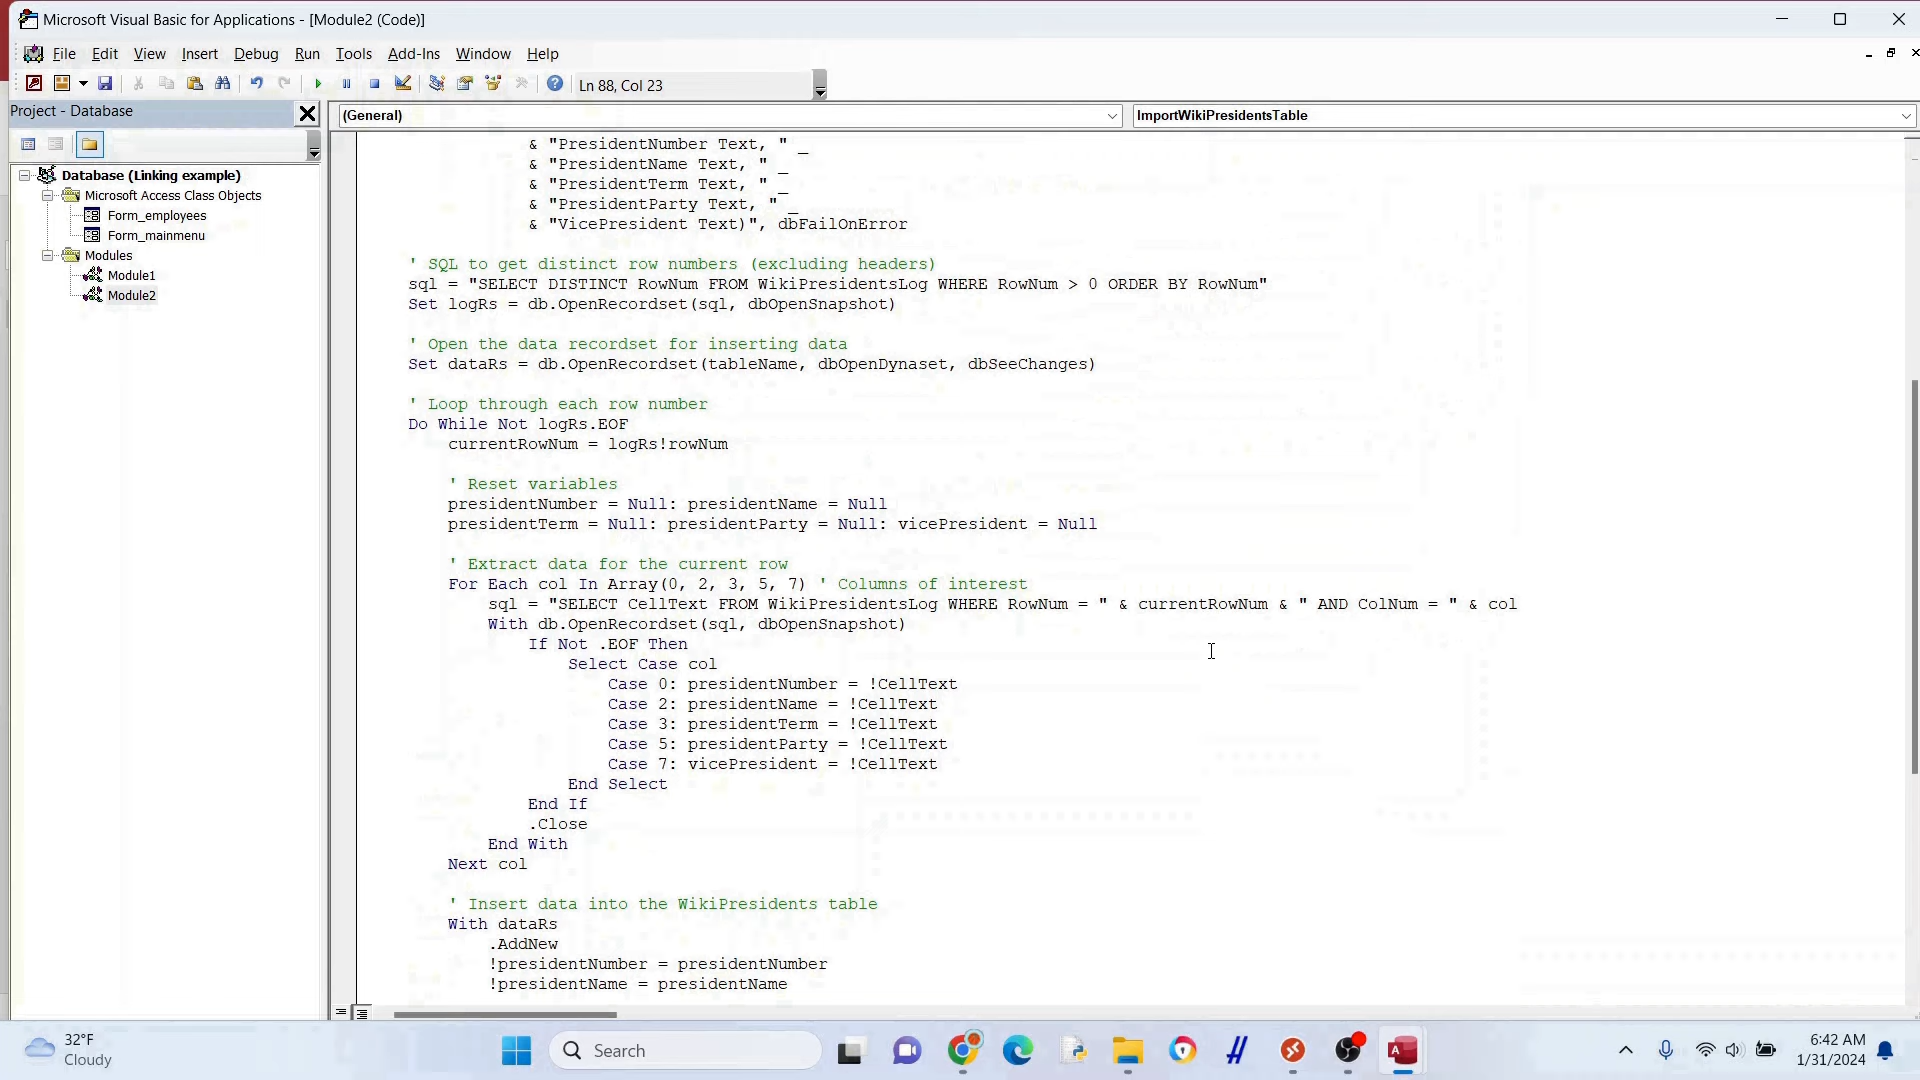 Microsoft Visual Basic for Applications - [Module2 (Code)]
File Edit View Insert Debug Run Tools Add-Ins Window Help
Ln 88, Col 23
Project - Database
(General)
ImportWikiPresidentsTable
Database (Linking example)
Microsoft Access Class Objects
Form_employees
Form_mainmenu
Modules
Module1
Module2
& "PresidentNumber Text, " _
& "PresidentName Text, " _
& "PresidentTerm Text, " _
& "PresidentParty Text, " _
& "VicePresident Text)", dbFailOnError
' SQL to get distinct row numbers (excluding headers)
sql = "SELECT DISTINCT RowNum FROM WikiPresidentsLog WHERE RowNum > 0 ORDER BY RowNum"
Set logRs = db.OpenRecordset(sql, dbOpenSnapshot)
' Open the data recordset for inserting data
Set dataRs = db.OpenRecordset(tableName, dbOpenDynaset, dbSeeChanges)
' Loop through each row number
Do While Not logRs.EOF
currentRowNum = logRs!rowNum
' Reset variables
presidentNumber = Null: presidentName = Null
presidentTerm = Null: presidentParty = Null: vicePresident = Null
' Extract data for the current row
For Each col In Array(0, 2, 3, 5, 7) ' Columns of interest
sql = "SELECT CellText FROM WikiPresidentsLog WHERE RowNum = " & currentRowNum & " AND ColNum = " & col
With db.OpenRecordset(sql, dbOpenSnapshot)
If Not .EOF Then
Select Case col
Case 0: presidentNumber = !CellText
Case 2: presidentName = !CellText
Case 3: presidentTerm = !CellText
Case 5: presidentParty = !CellText
Case 7: vicePresident = !CellText
End Select
End If
.Close
End With
Next col
' Insert data into the WikiPresidents table
With dataRs
.AddNew
!presidentNumber = presidentNumber
!presidentName = presidentName
32°F
Cloudy
Search
6:42 AM
1/31/2024